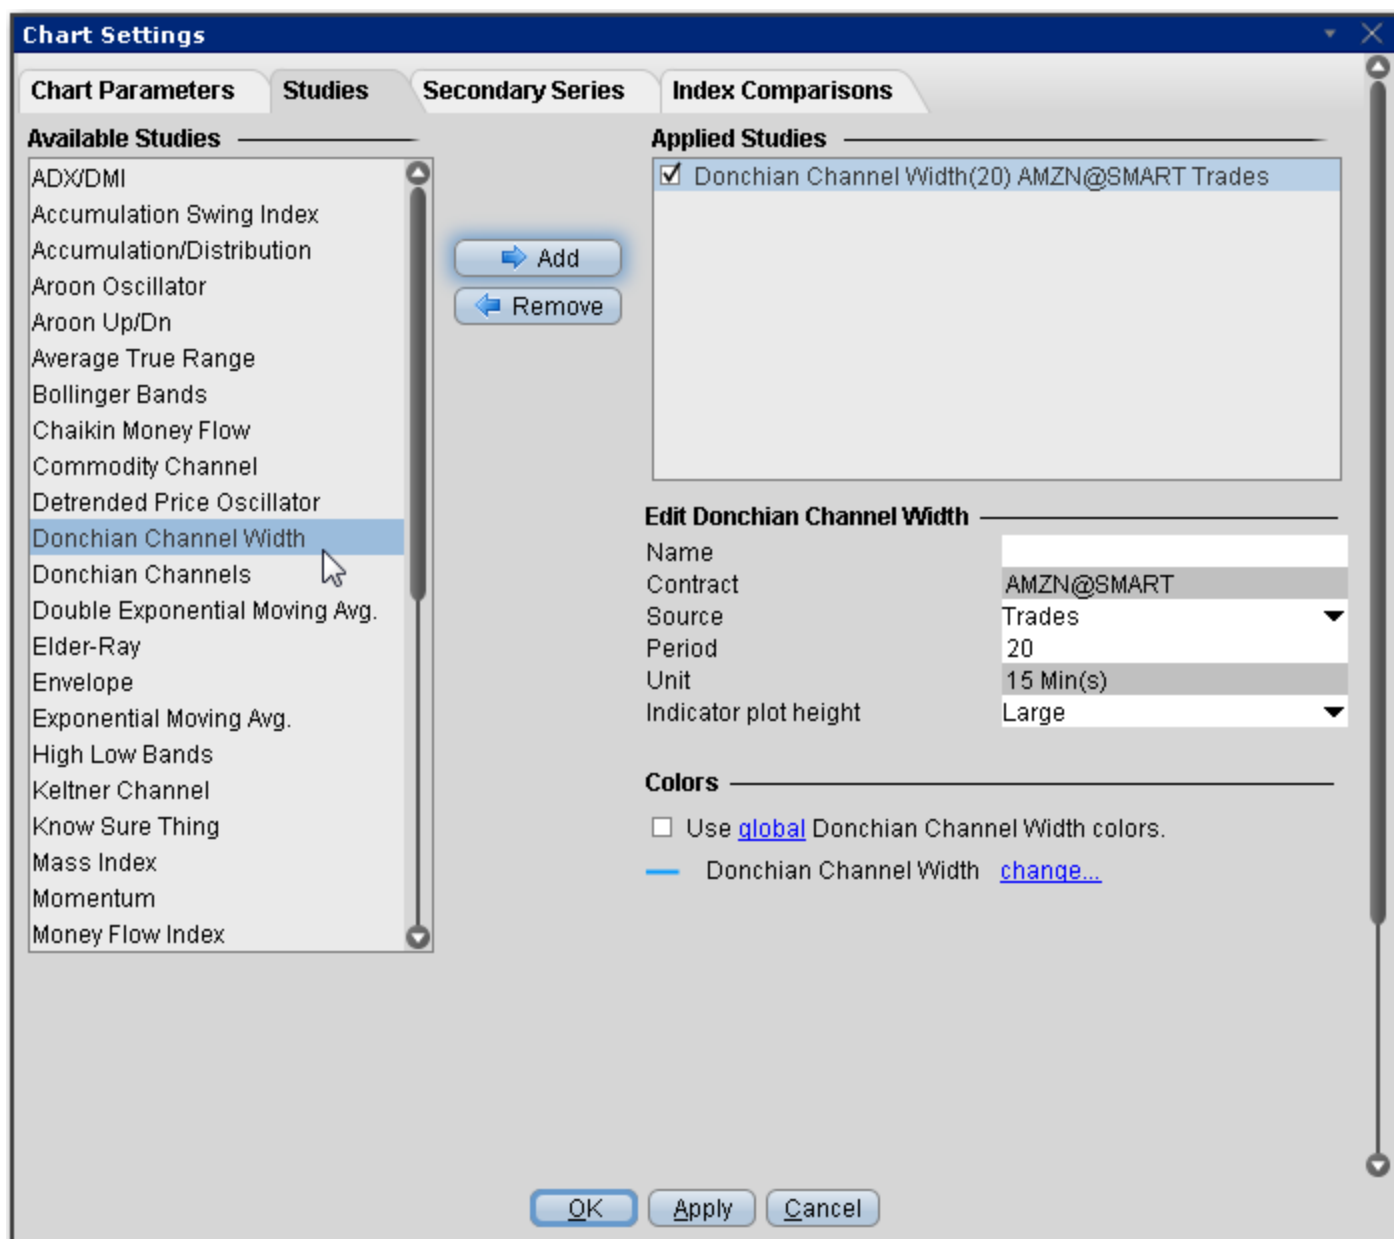 Chart Settings
Chart Parameters Studies Secondary Series Index Comparisons
Available Studies
ADX/DMI
Accumulation Swing Index
Accumulation/Distribution
Aroon Oscillator
Aroon Up/Dn
Average True Range
Bollinger Bands
Chaikin Money Flow
Commodity Channel
Detrended Price Oscillator
Donchian Channel Width
Donchian Channels
Double Exponential Moving Avg.
Elder-Ray
Envelope
Exponential Moving Avg.
High Low Bands
Keltner Channel
Know Sure Thing
Mass Index
Momentum
Money Flow Index
Add
Remove
Applied Studies
Donchian Channel Width(20) AMZN@SMART Trades
Edit Donchian Channel Width
Name
Contract AMZN@SMART
Source Trades
Period 20
Unit 15 Min(s)
Indicator plot height Large
Colors
Use global Donchian Channel Width colors.
Donchian Channel Width change...
OK Apply Cancel